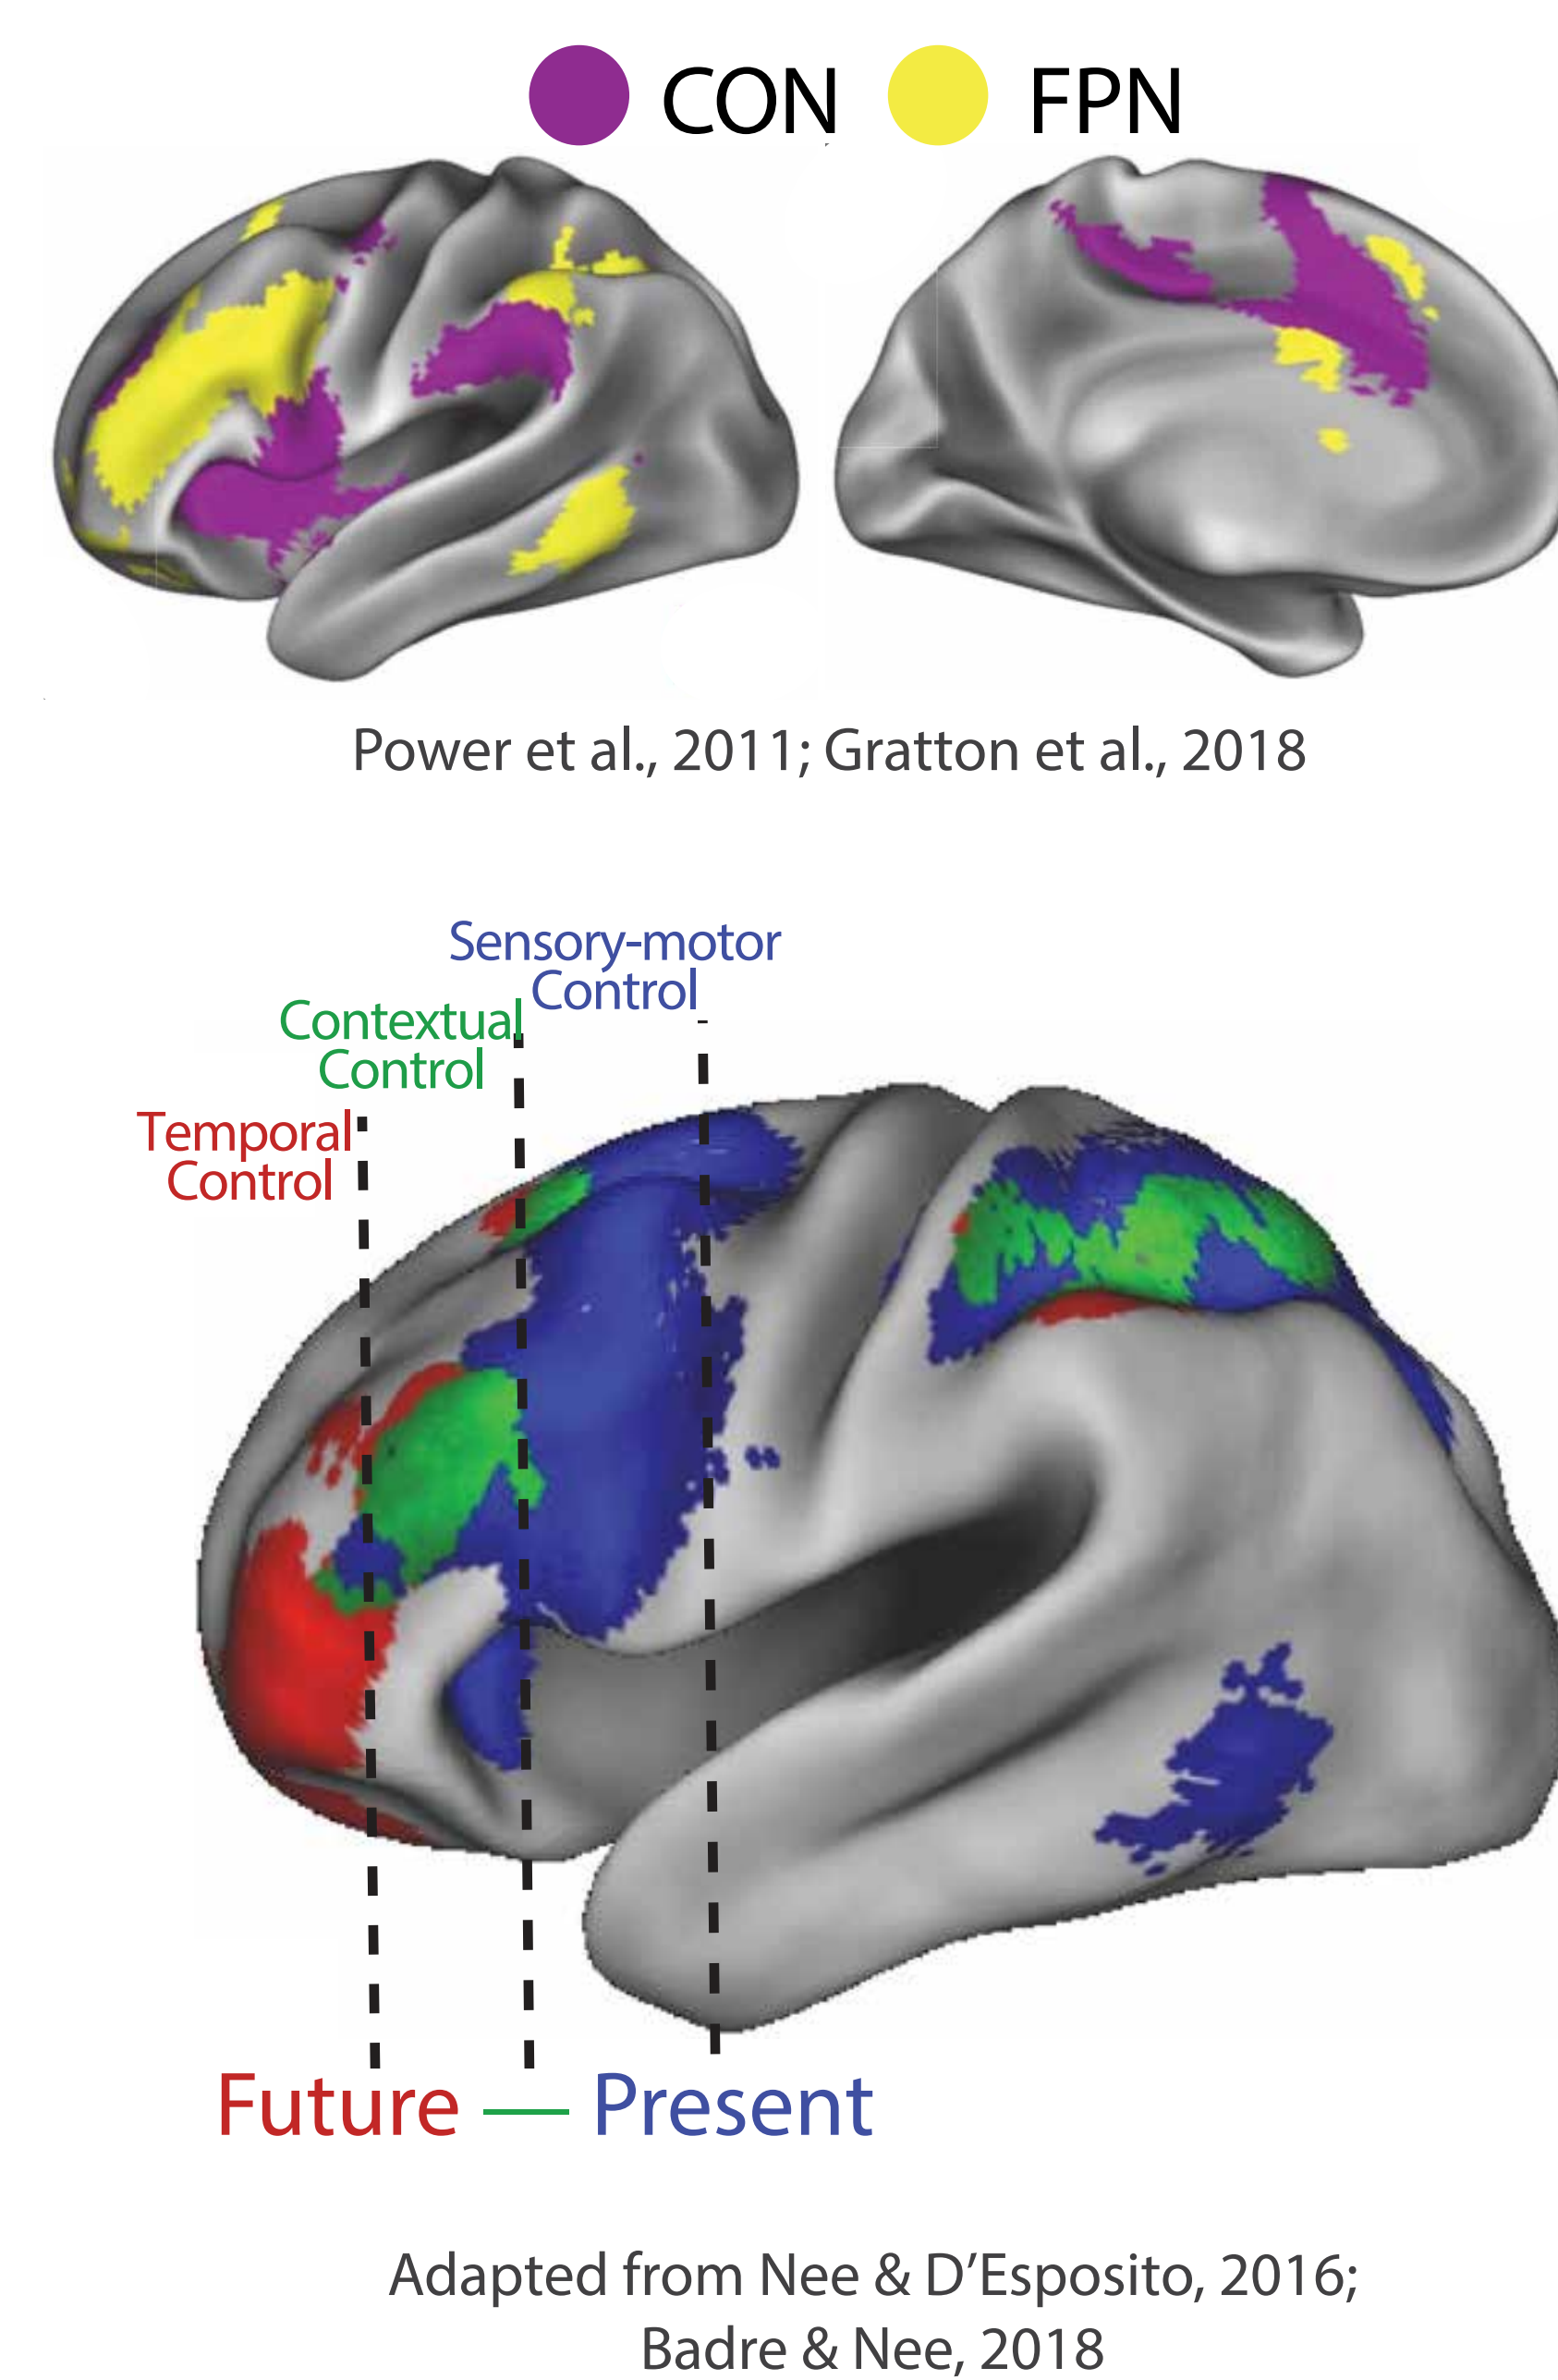 CON FPN
Power et al., 2011; Gratton et al., 2018
Sensory-motor
Control
Contextual
Control
Temporal
Control
Future — Present
Adapted from Nee & D’Esposito, 2016;
Badre & Nee, 2018